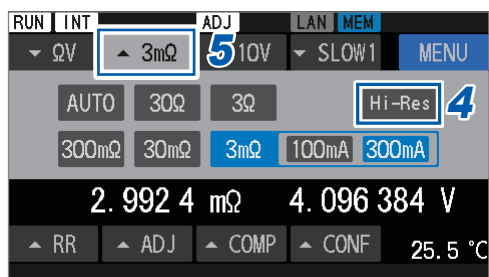 RUN INT ADJ LAN MEM
ΩV 3mΩ 5 10V SLOW1 MENU
AUTO 30Ω 3Ω Hi-Res 4
300mΩ 30mΩ 3mΩ 100mA 300mA
2.992 4 mΩ 4.096 384 V
RR ADJ COMP CONF 25.5 °C